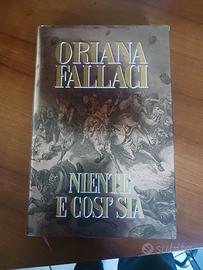 ORIANA
FALLACI
NIENTE
E COSI' SIA
subito